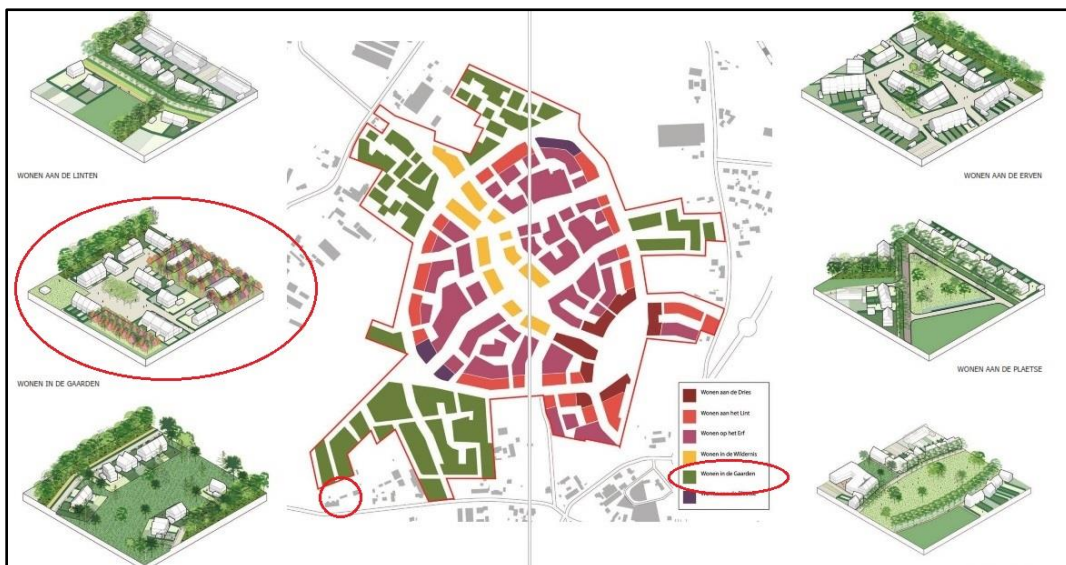 WONEN AAN DE LINTEN
WONEN AAN DE ERVEN
WONEN IN DE GAARDEN
WONEN AAN DE PLAETSE
Wonen aan de Dries
Wonen aan het Lint
Wonen op het Erf
Wonen in de Wildernis
Wonen in de Gaarden